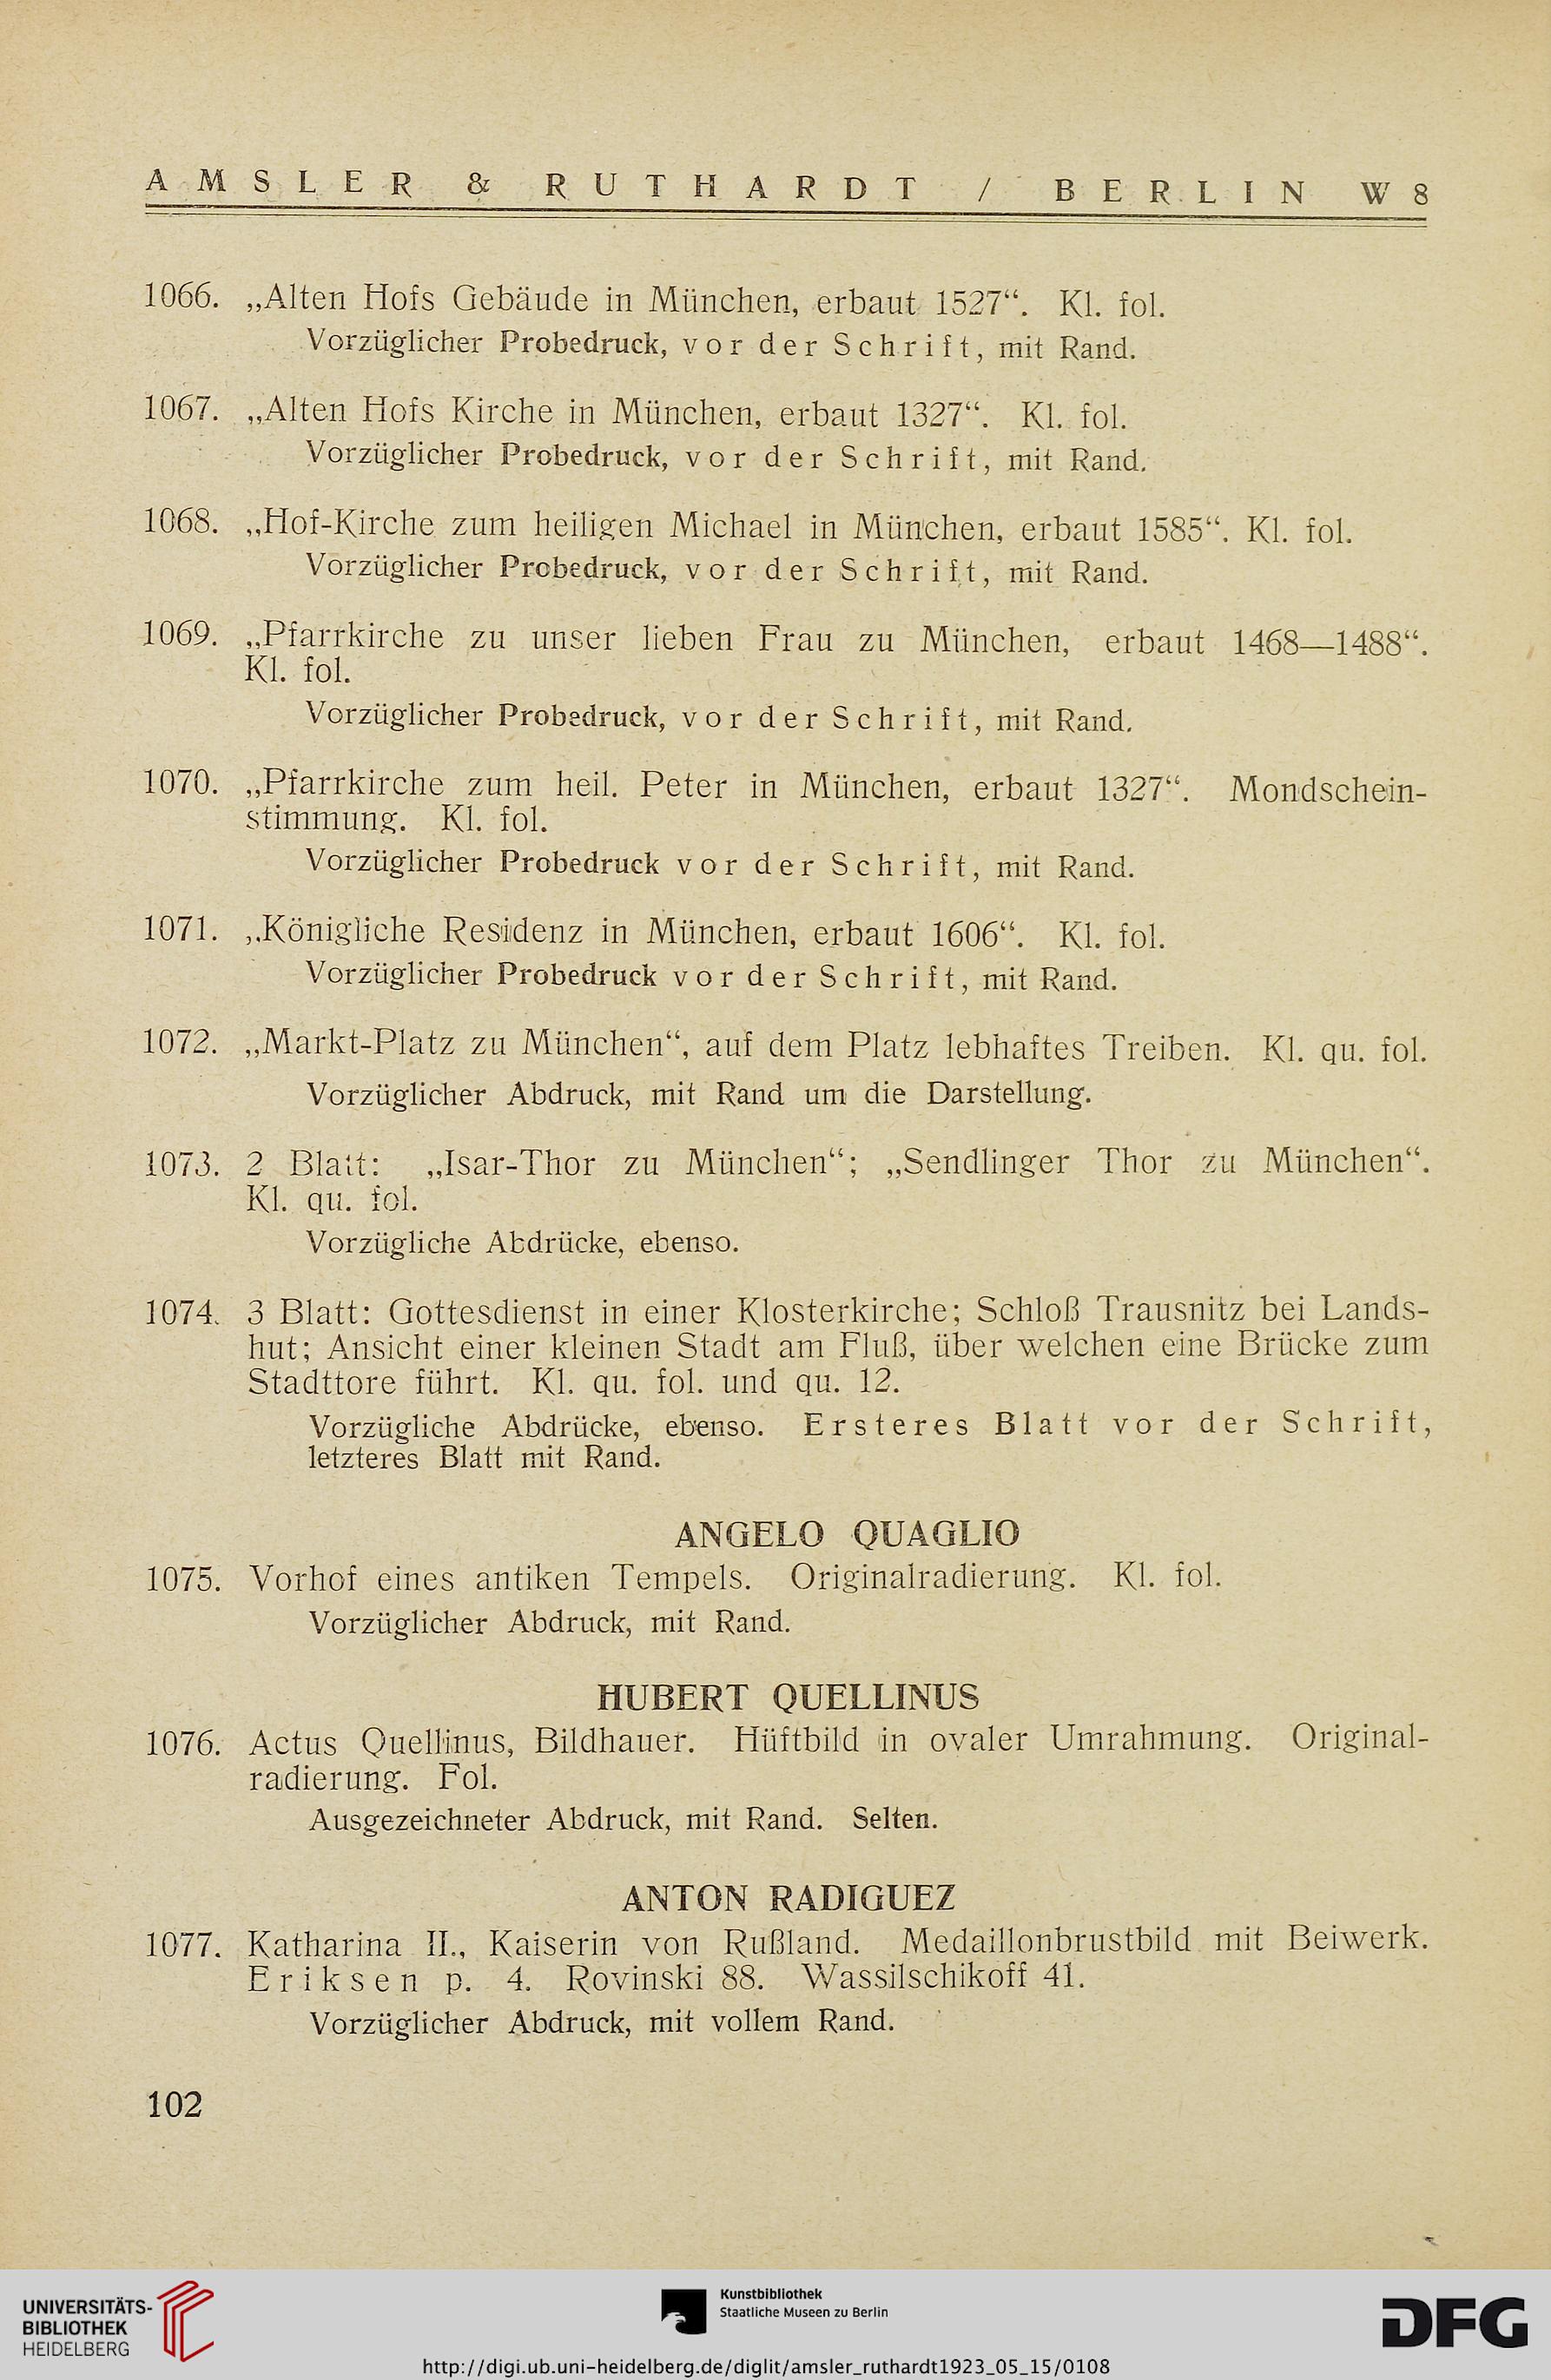 AMSLER & RUTHARDT / BERLIN W 8
1066. „Alten Hofs Gebäude in München, erbaut 1527“. Kl. fol.
Vorzüglicher Probedruck, vor der Schrift, mit Rand.
1067. „Alten Hofs Kirche in München, erbaut 1327“. Kl. fol.
Vorzüglicher Probedruck, vor der Schrift, mit Rand.
1068. „Hof-Kirche zum heiligen Michael in München, erbaut 1585“. Kl. fol.
Vorzüglicher Probedruck, vor der Schrift, mit Rand.
1069. „Pfarrkirche zu unser lieben Frau zu München, erbaut 1468—1488“.
Kl. fol.
Vorzüglicher Probedruck, vor der Schrift, mit Rand.
1070. „Pfarrkirche zum heil. Peter in München, erbaut 1327“. Mondschein-
stimmung. Kl. fol.
Vorzüglicher Probedruck vor der Schrift, mit Rand.
1071. „Königliche Residenz in München, erbaut 1606“. Kl. fol.
Vorzüglicher Probedruck vor der Schrift, mit Rand.
1072. „Markt-Platz zu München“, auf dem Platz lebhaftes Treiben. Kl. qu. fol.
Vorzüglicher Abdruck, mit Rand um die Darstellung.
1073. 2 Blatt: „Isar-Thor zu München“; „Sendlinger Thor zu München“.
Kl. qu. fol.
Vorzügliche Abdrücke, ebenso.
1074. 3 Blatt: Gottesdienst in einer Klosterkirche; Schloß Trausnitz bei Lands-
hut; Ansicht einer kleinen Stadt am Fluß, über welchen eine Brücke zum
Stadttore führt. Kl. qu. fol. und qu. 12.
Vorzügliche Abdrücke, ebenso. Ersteres Blatt vor der Schrift,
letzteres Blatt mit Rand.
ANGELO QUAGLIO
1075. Vorhof eines antiken Tempels. Originalradierung. Kl. fol.
Vorzüglicher Abdruck, mit Rand.
HUBERT QUELLINUS
1076. Actus Quellinus, Bildhauer. Hüftbild in ovaler Umrahmung. Original-
radierung. Fol.
Ausgezeichneter Abdruck, mit Rand. Selten.
ANTON RADIGUEZ
1077. Katharina II., Kaiserin von Rußland. Medaillonbrustbild mit Beiwerk.
Eriksen p. 4. Rovinski 88. Wassilschikoff 41.
Vorzüglicher Abdruck, mit vollem Rand.
102
UNIVERSITÄTS-
BIBLIOTHEK
HEIDELBERG
Kunstbibliothek
Staatliche Museen zu Berlin
DFG
http://digi.ub.uni-heidelberg.de/diglit/amsler_ruthardt1923_05_15/0108